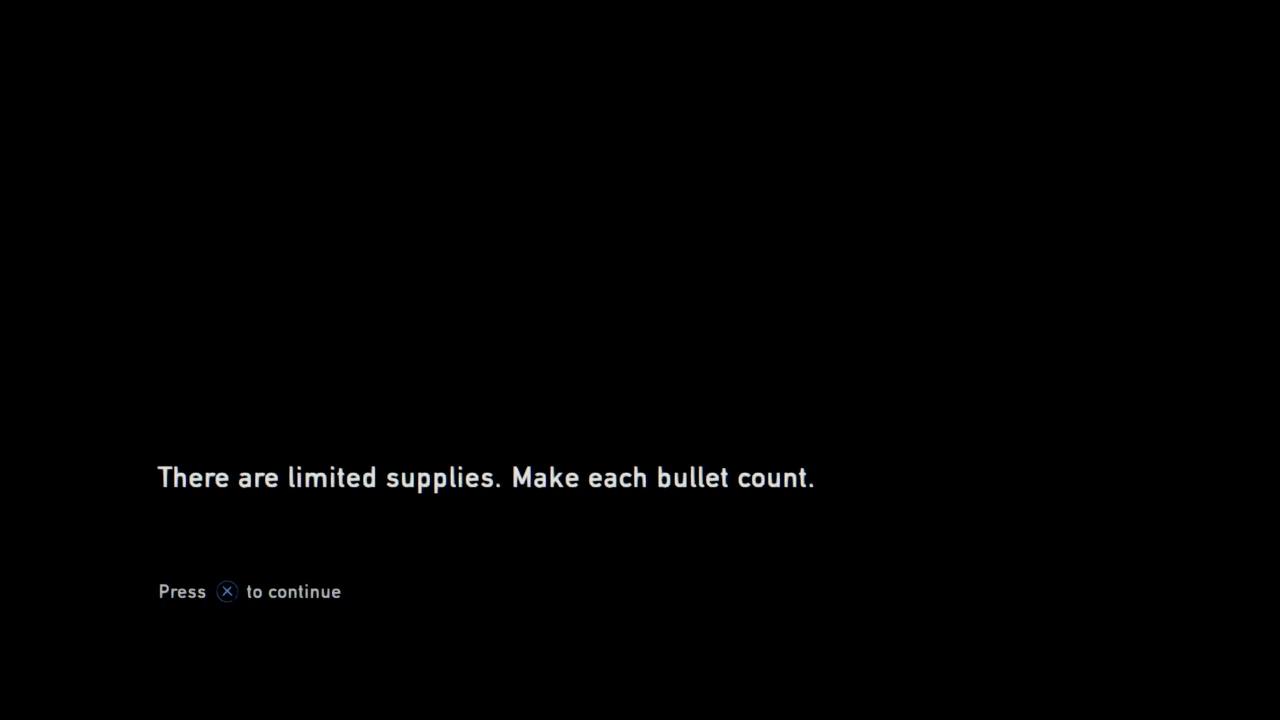 There are limited supplies. Make each bullet count.
Press ⓧ to continue